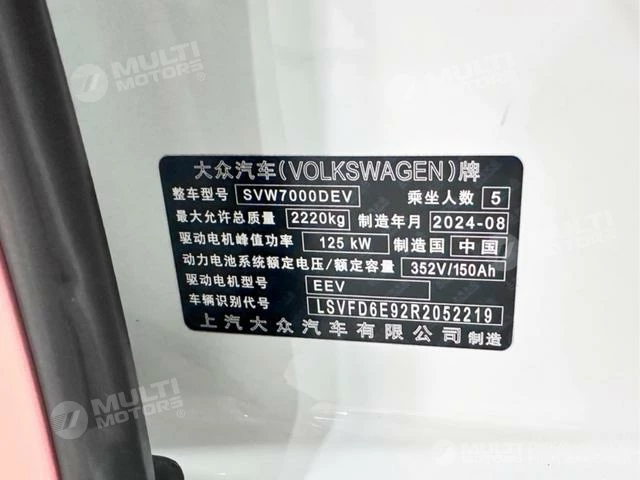 MULTI MOTORS®
MULTI MOTORS®
大众汽车(VOLKSWAGEN)牌
整车型号 SVW7000DEV 乘坐人数 5
最大允许总质量 2220kg 制造年月 2024-08
驱动电机峰值功率 125 kW 制造国 中国
动力电池系统额定电压/额定容量 352V/150Ah
驱动电机型号 EEV
车辆识别代号 LSVFD6E92R2052219
上汽大众汽车有限公司 制造
MULTI MOTORS®